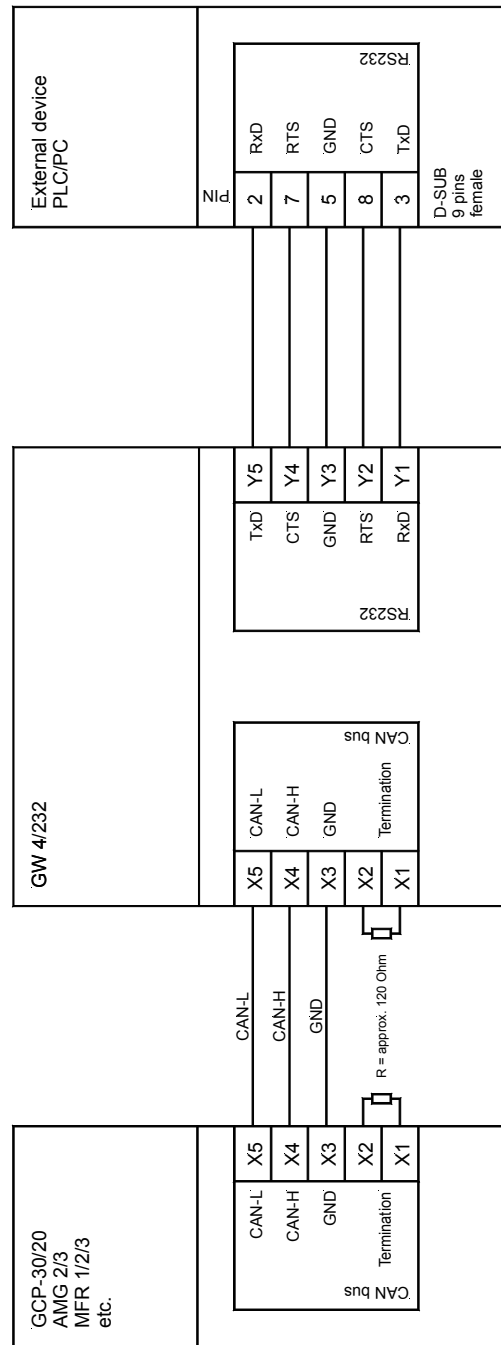 External device
PLC/PC
RS232
RxD
RTS
GND
CTS
TxD
PIN
2
7
5
8
3
D-SUB
9 pins
female
Y5
Y4
Y3
Y2
Y1
TxD
CTS
GND
RTS
RxD
RS232
GW 4/232
CAN bus
CAN-L
CAN-H
GND
Termination
X5
X4
X3
X2
X1
CAN-L
CAN-H
GND
R = approx. 120 Ohm
X5
X4
X3
X2
X1
CAN-L
CAN-H
GND
Termination
CAN bus
GCP-30/20
AMG 2/3
MFR 1/2/3
etc.